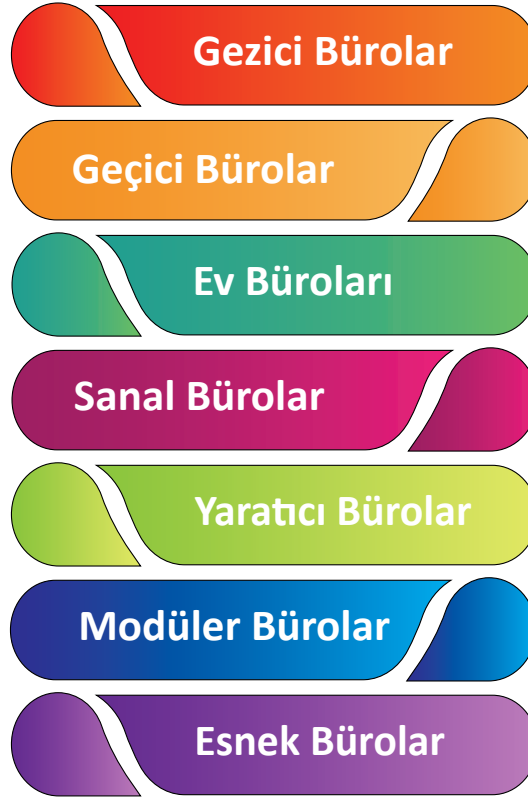 Gezici Bürolar
Geçici Bürolar
Ev Büroları
Sanal Bürolar
Yaratıcı Bürolar
Modüler Bürolar
Esnek Bürolar